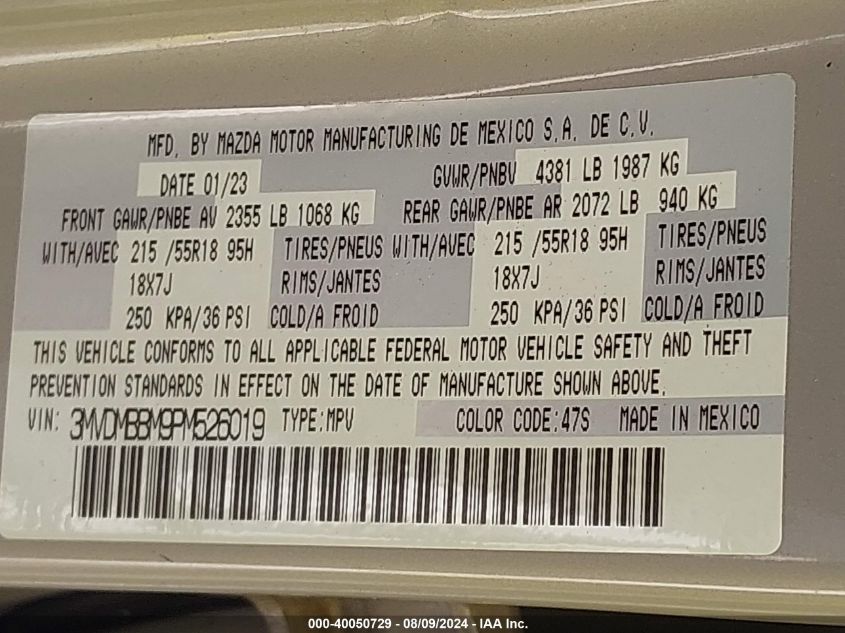 MFD. BY MAZDA MOTOR MANUFACTURING DE MEXICO S.A. DE C.V.
DATE 01/23 GVWR/PNBV 4381 LB 1987 KG
FRONT GAWR/PNBE AV 2355 LB 1068 KG REAR GAWR/PNBE AR 2072 LB 940 KG
WITH/AVEC 215 /55R18 95H TIRES/PNEUS WITH/AVEC 215 /55R18 95H TIRES/PNEUS
18X7J RIMS/JANTES 18X7J RIMS/JANTES
250 KPA/36 PSI COLD/A FROID 250 KPA/36 PSI COLD/A FROID
THIS VEHICLE CONFORMS TO ALL APPLICABLE FEDERAL MOTOR VEHICLE SAFETY AND THEFT
PREVENTION STANDARDS IN EFFECT ON THE DATE OF MANUFACTURE SHOWN ABOVE.
VIN: 3MVDMBBM9PM526019 TYPE:MPV COLOR CODE:47S MADE IN MEXICO
000-40050729 - 08/09/2024 - IAA Inc.